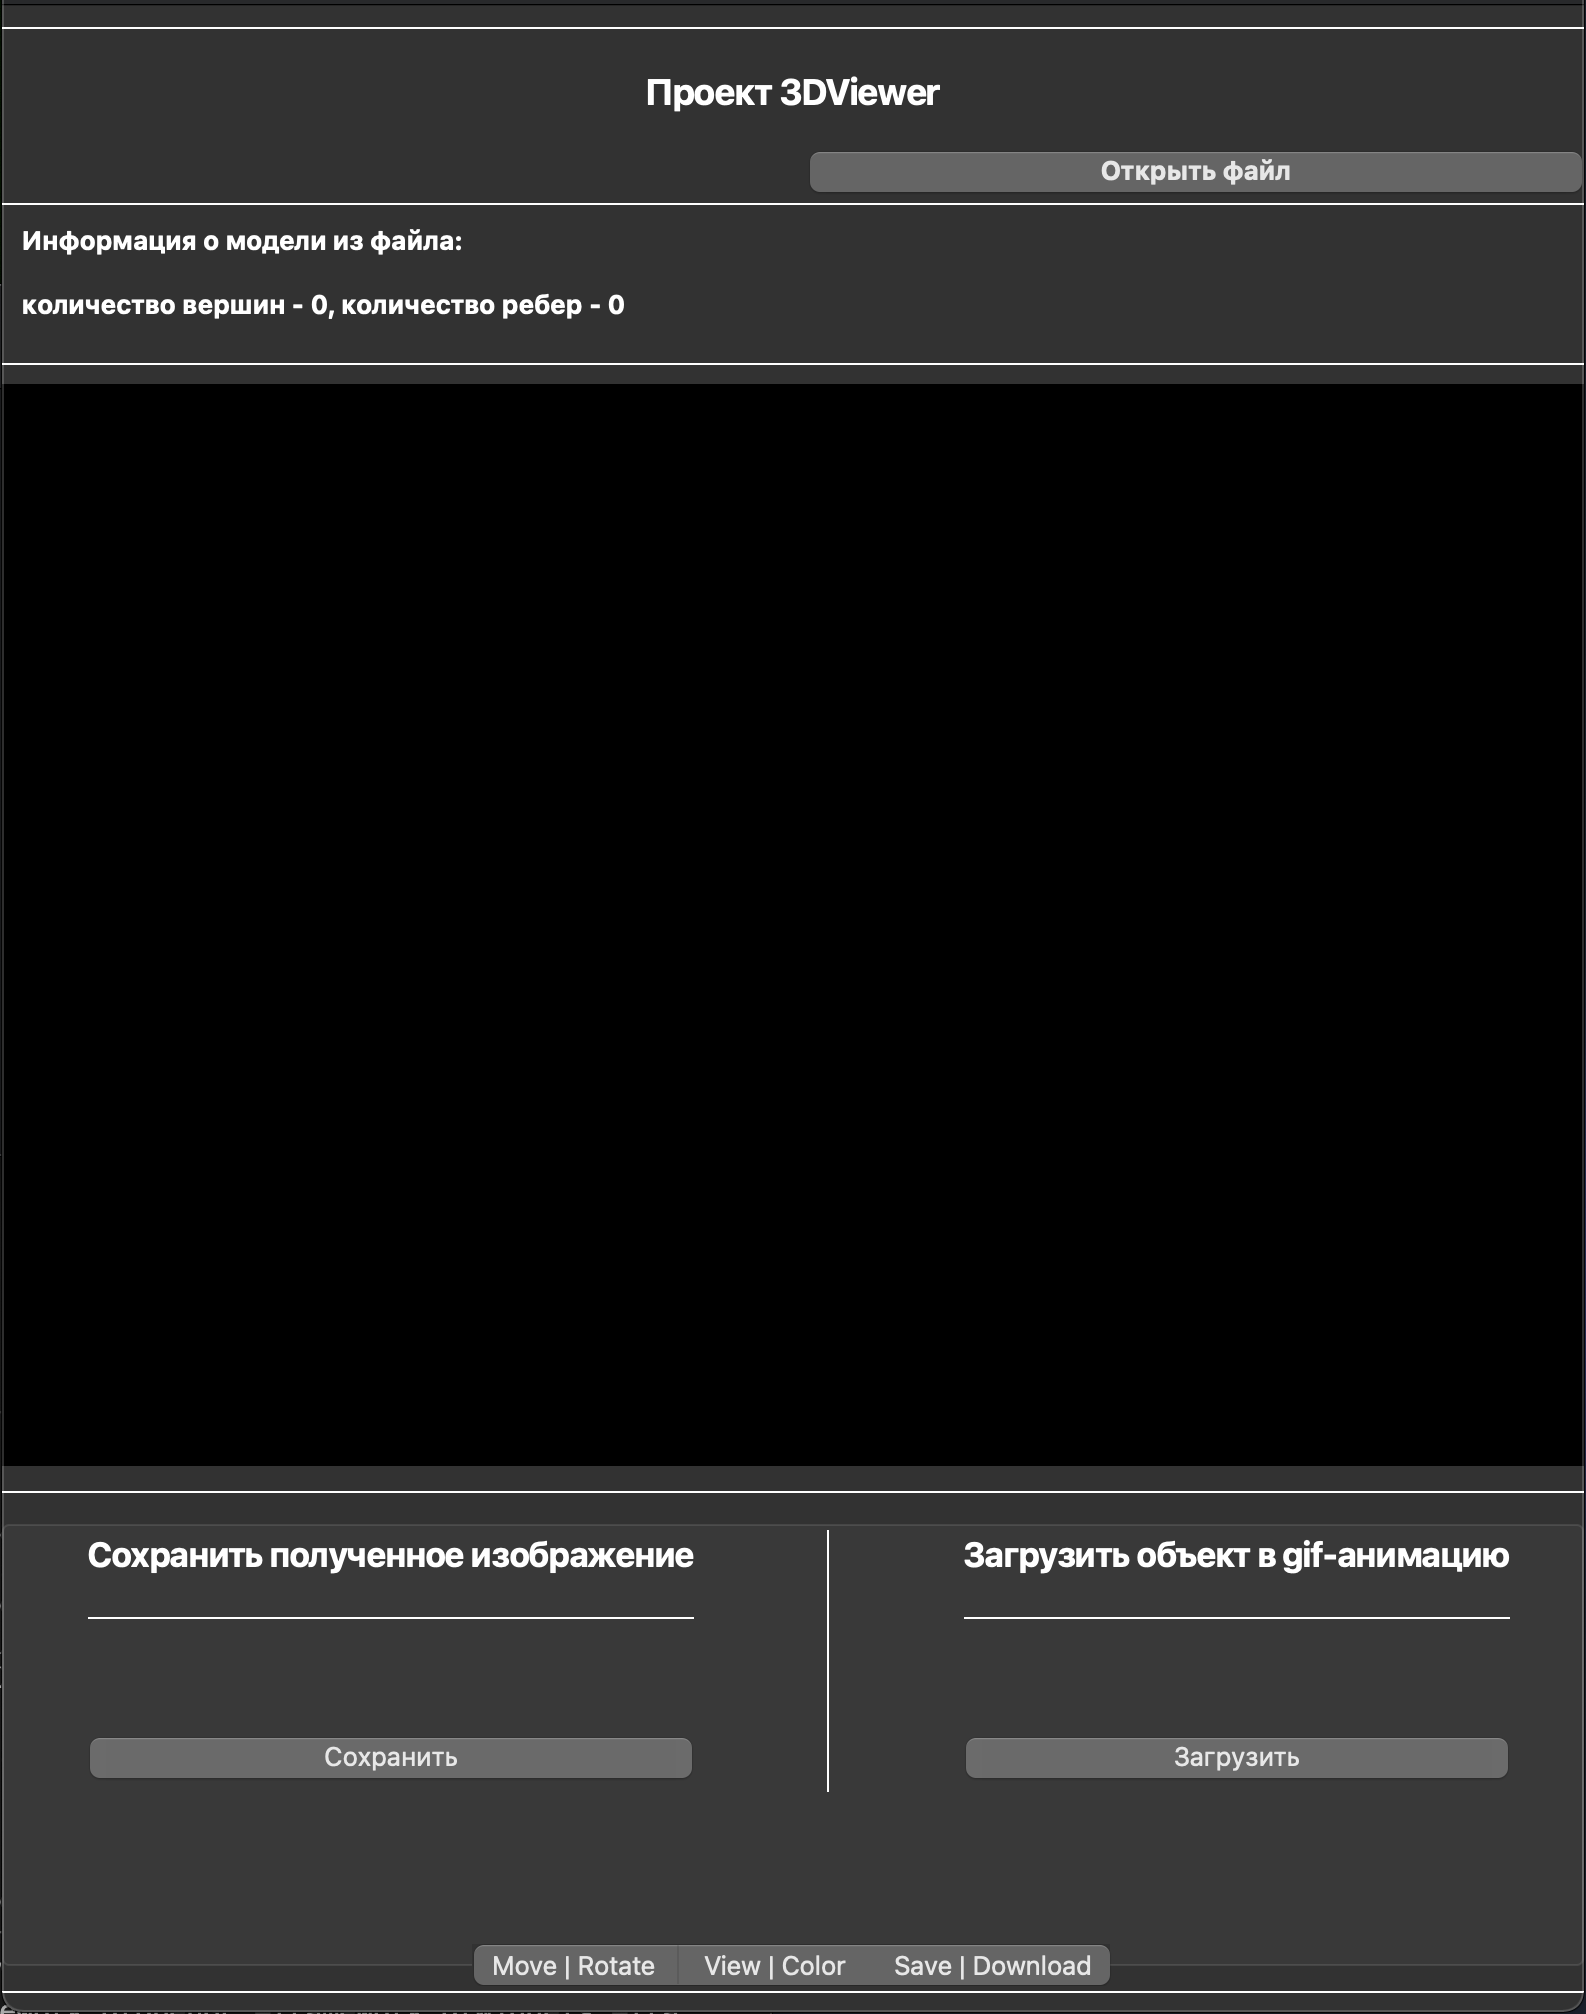 Проект 3DViewer
Открыть файл
Информация о модели из файла:
количество вершин - 0, количество ребер - 0
Сохранить полученное изображение
Загрузить объект в gif-анимацию
Сохранить
Загрузить
Move | Rotate
View | Color
Save | Download